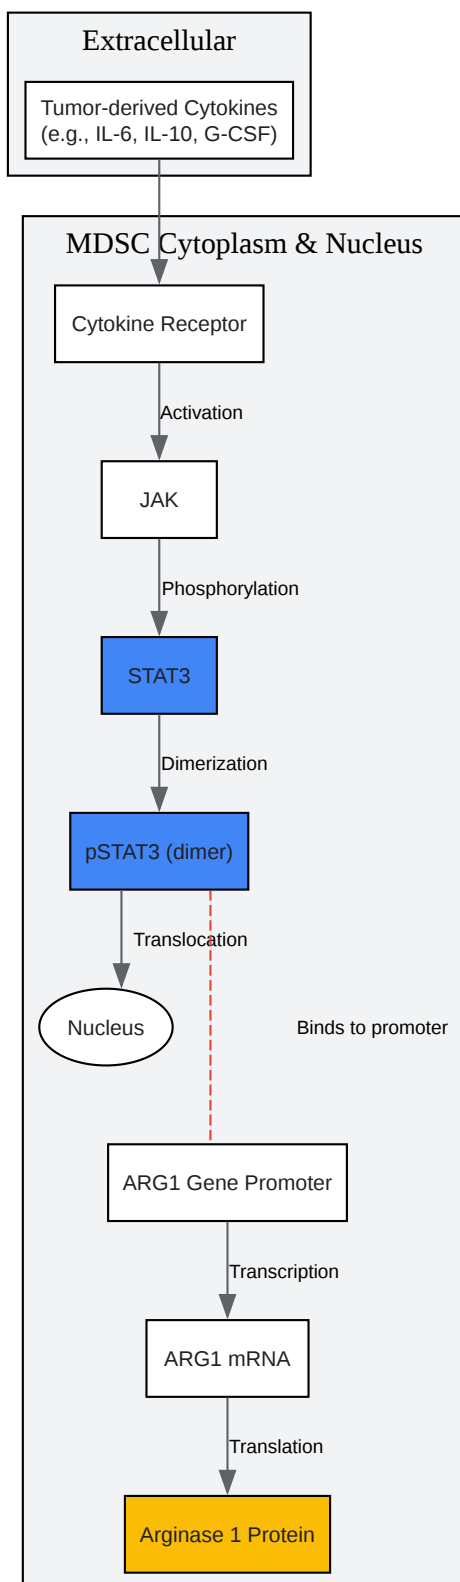 Extracellular
Tumor-derived Cytokines
(e.g., IL-6, IL-10, G-CSF)
MDSC Cytoplasm & Nucleus
Cytokine Receptor
Activation
JAK
Phosphorylation
STAT3
Dimerization
pSTAT3 (dimer)
Translocation
Nucleus
Binds to promoter
ARG1 Gene Promoter
Transcription
ARG1 mRNA
Translation
Arginase 1 Protein